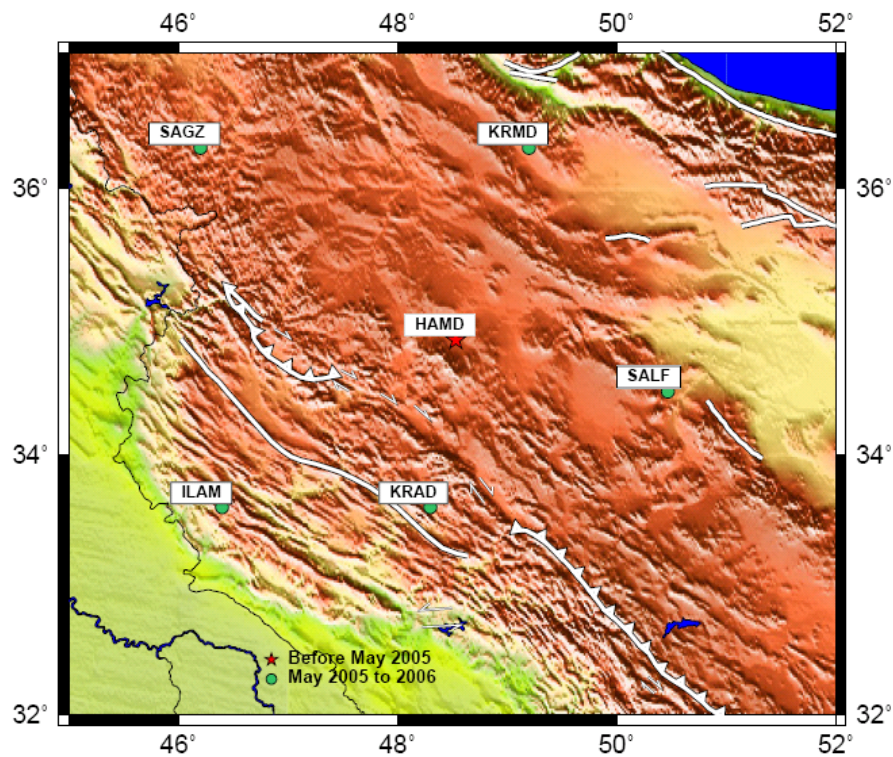 46° 48° 50° 52°
SAGZ KRMD
36° 36°
HAMD
SALF
34° 34°
ILAM KRAD
Before May 2005
May 2005 to 2006
32° 32°
46° 48° 50° 52°